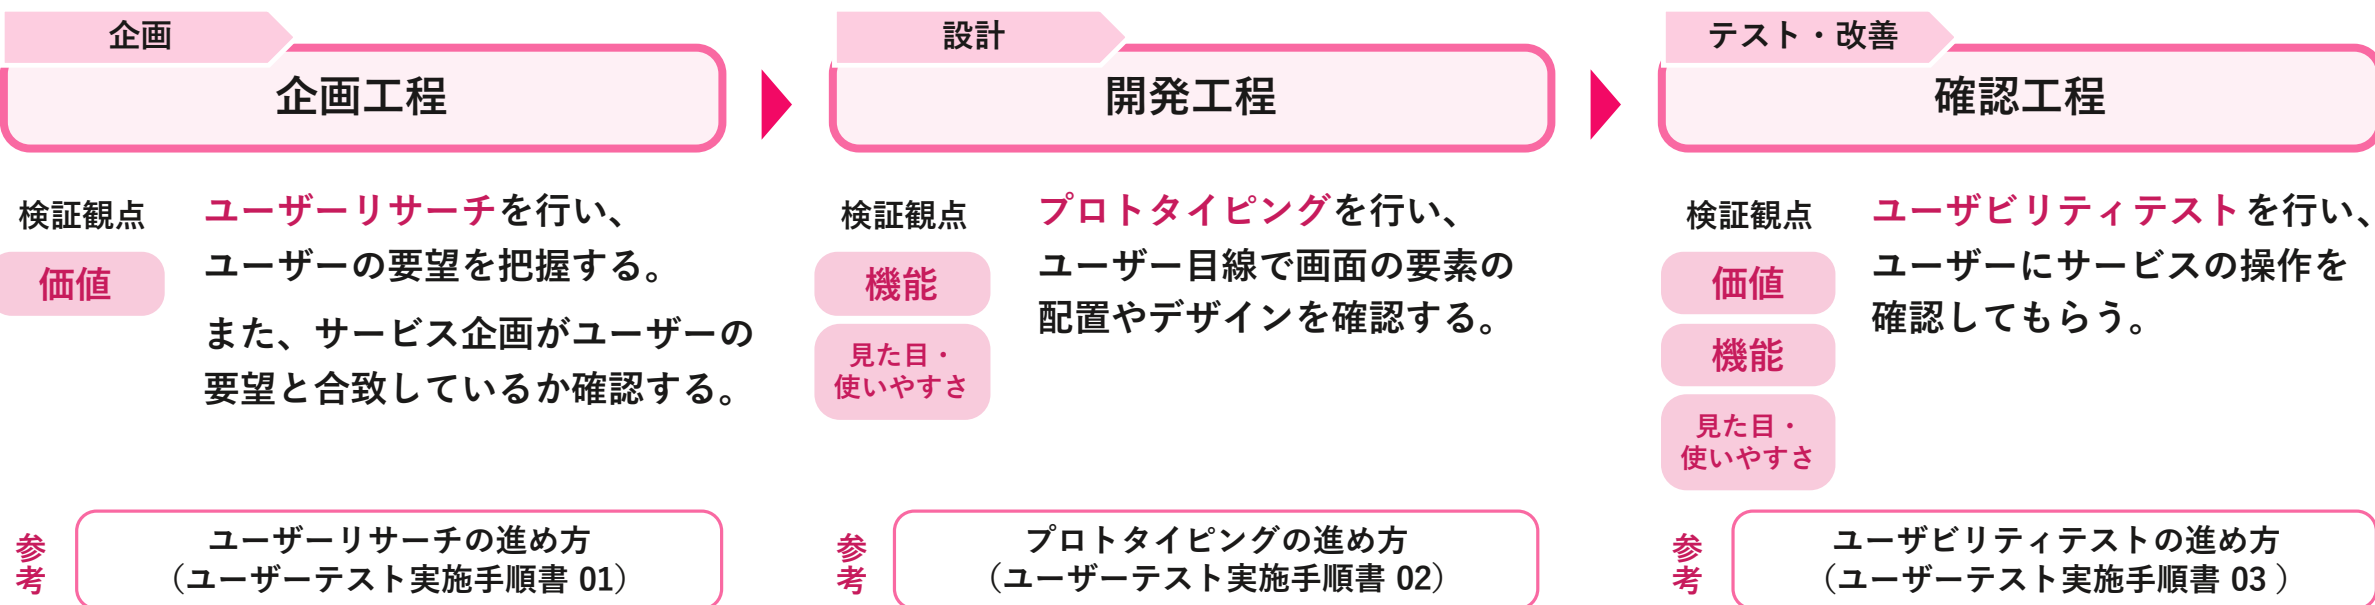 企画
企画工程
検証観点
価値
ユーザーリサーチを行い、
ユーザーの要望を把握する。
また、サービス企画がユーザーの
要望と合致しているか確認する。
参考
ユーザーリサーチの進め方
（ユーザーテスト実施手順書 01）
設計
開発工程
検証観点
機能
見た目・
使いやすさ
プロトタイピングを行い、
ユーザー目線で画面の要素の
配置やデザインを確認する。
参考
プロトタイピングの進め方
（ユーザーテスト実施手順書 02）
テスト・改善
確認工程
検証観点
価値
機能
見た目・
使いやすさ
ユーザビリティテストを行い、
ユーザーにサービスの操作を
確認してもらう。
参考
ユーザビリティテストの進め方
（ユーザーテスト実施手順書 03 ）